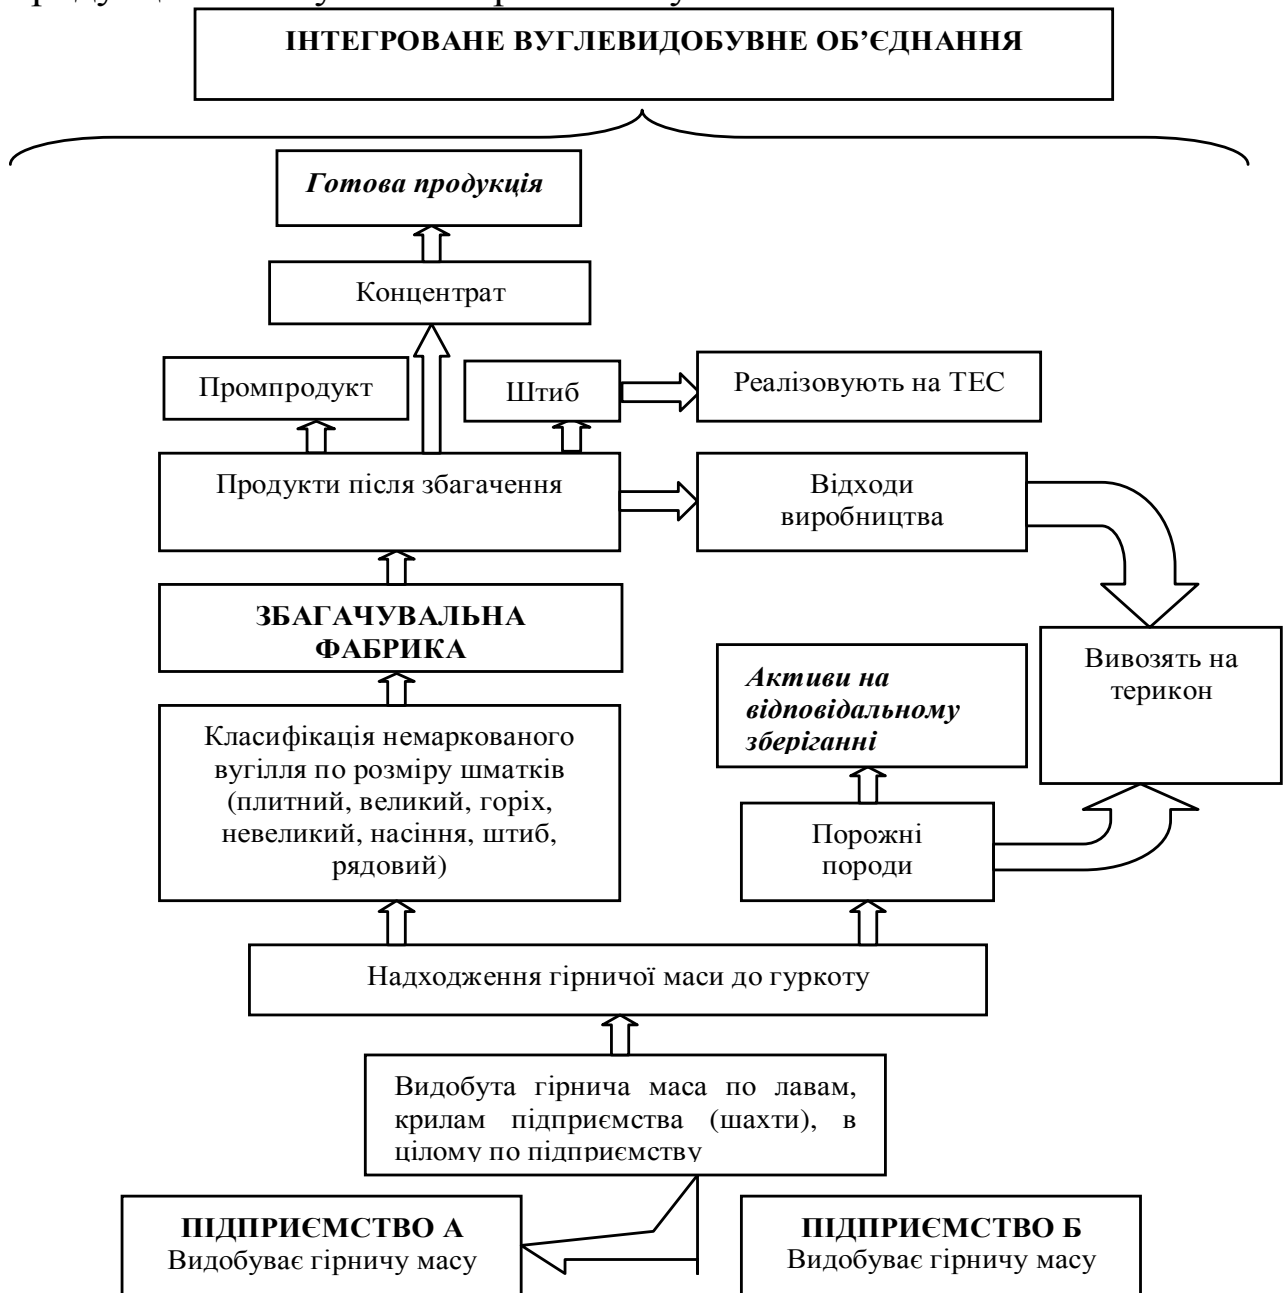 ІНТЕГРОВАНЕ ВУГЛЕВИДОБУВНЕ ОБ’ЄДНАННЯ
Готова продукція
Концентрат
Промпродукт
Штиб
Реалізовують на ТЕС
Продукти після збагачення
Відходи
виробництва
ЗБАГАЧУВАЛЬНА
ФАБРИКА
Вивозять на
терикон
Активи на
відповідальному
зберіганні
Класифікація немаркованого
вугілля по розміру шматків
(плитний, великий, горіх,
невеликий, насіння, штиб,
рядовий)
Порожні
породи
Надходження гірничої маси до гуркоту
Видобута гірнича маса по лавам,
крилам підприємства (шахти), в
цілому по підприємству
ПІДПРИЄМСТВО А
Видобуває гірничу масу
ПІДПРИЄМСТВО Б
Видобуває гірничу масу